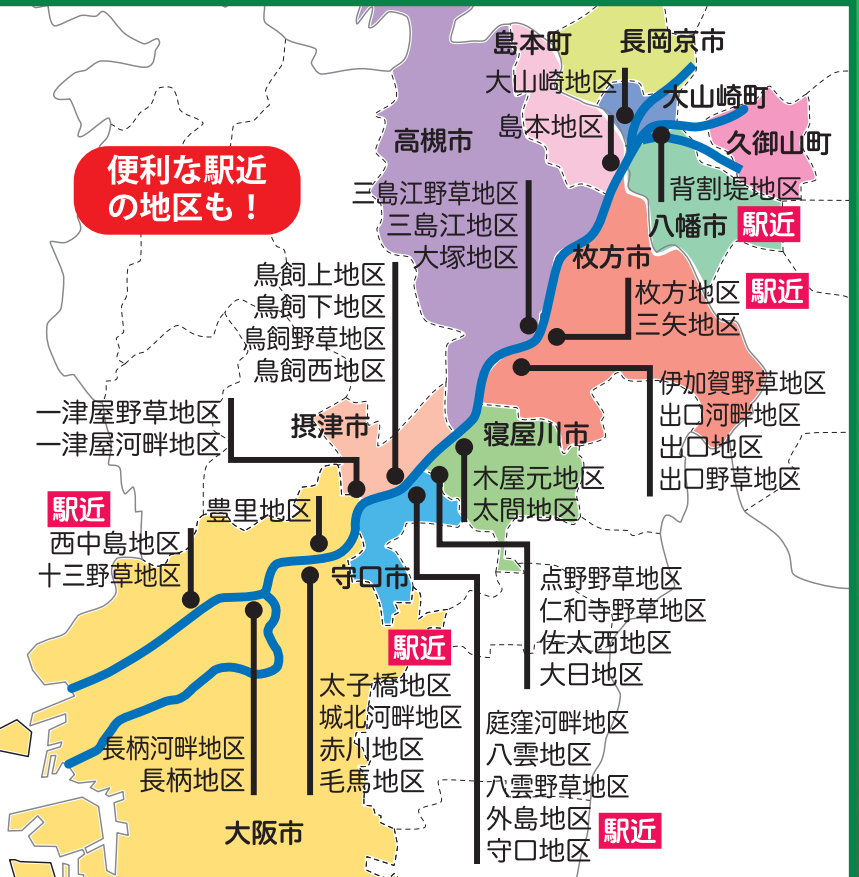 島本町
長岡京市
大山崎地区
大山崎町
島本地区
久御山町
高槻市
便利な駅近
の地区も！
背割堤地区
八幡市
駅近
三島江野草地区
三島江地区
大塚地区
枚方市
枚方地区
駅近
三矢地区
鳥飼上地区
鳥飼下地区
鳥飼野草地区
鳥飼西地区
伊加賀野草地区
出口河畔地区
出口地区
出口野草地区
一津屋野草地区
一津屋河畔地区
摂津市
寝屋川市
木屋元地区
太間地区
駅近
西中島地区
十三野草地区
豊里地区
守口市
点野野草地区
仁和寺野草地区
佐太西地区
大日地区
駅近
太子橋地区
城北河畔地区
赤川地区
毛馬地区
長柄河畔地区
長柄地区
庭窪河畔地区
八雲地区
八雲野草地区
外島地区
守口地区
駅近
大阪市